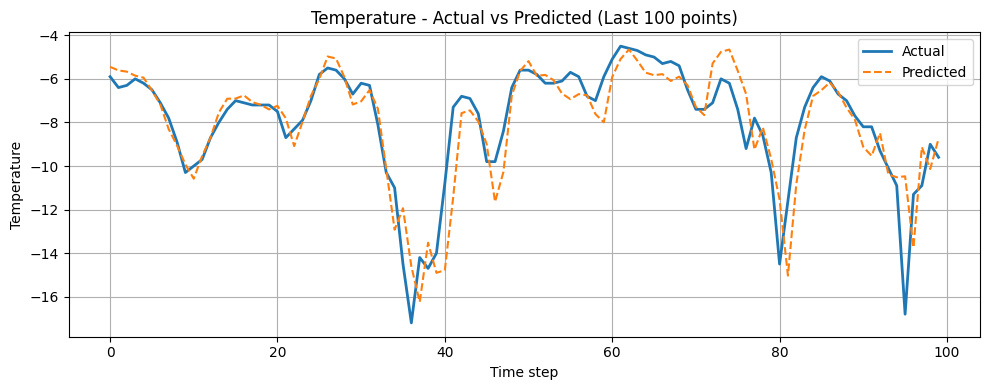 Temperature - Actual vs Predicted (Last 100 points)
Actual
Predicted
Temperature
−4
−6
−8
−10
−12
−14
−16
0 20 40 60 80 100
Time step